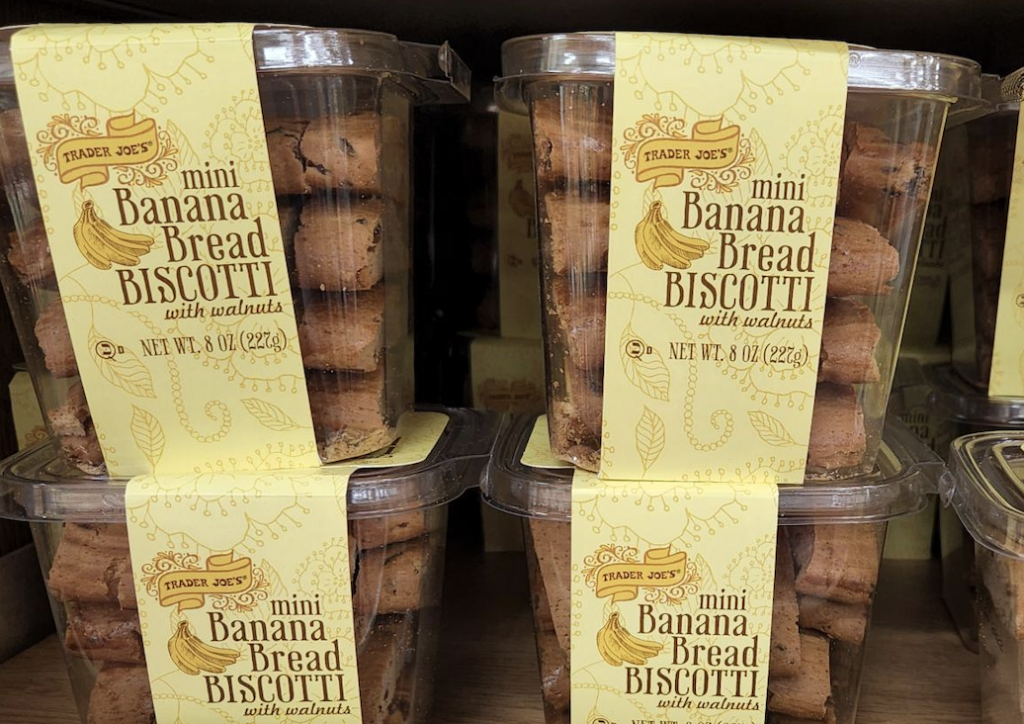 TRADER JOE'S®
mini
Banana
Bread
BISCOTTI
with walnuts
NET WT. 8 OZ (227g)
TRADER JOE'S®
mini
Banana
Bread
BISCOTTI
with walnuts
NET WT. 8 OZ (227g)
TRADER JOE'S®
mini
Banana
Bread
BISCOTTI
with walnuts
TRADER JOE'S®
mini
Banana
Bread
BISCOTTI
with walnuts